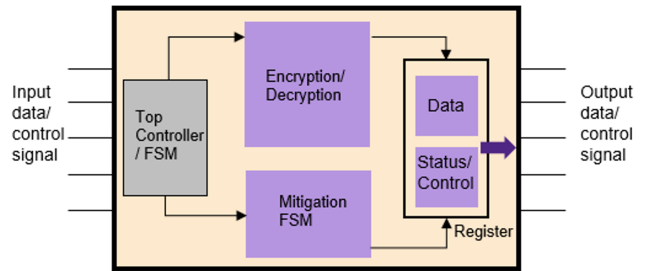 Input
data/
control
signal
Top
Controller
/ FSM
Encryption/
Decryption
Mitigation
FSM
Data
Status/
Control
Register
Output
data/
control
signal